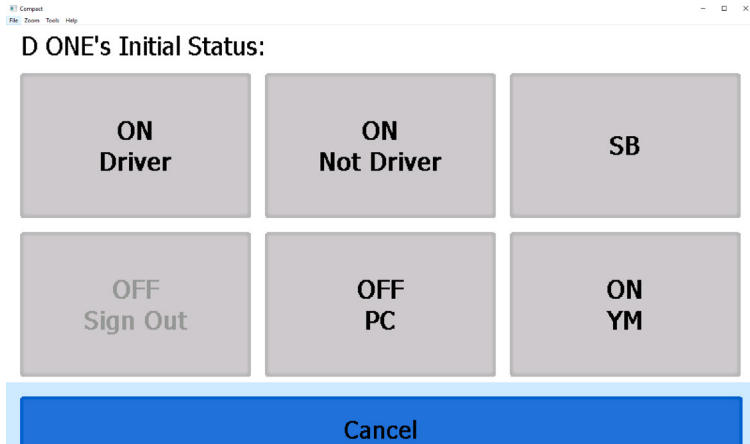 Compact
File Zoom Tools Help
D ONE's Initial Status:
ON
Driver
ON
Not Driver
SB
OFF
Sign Out
OFF
PC
ON
YM
Cancel